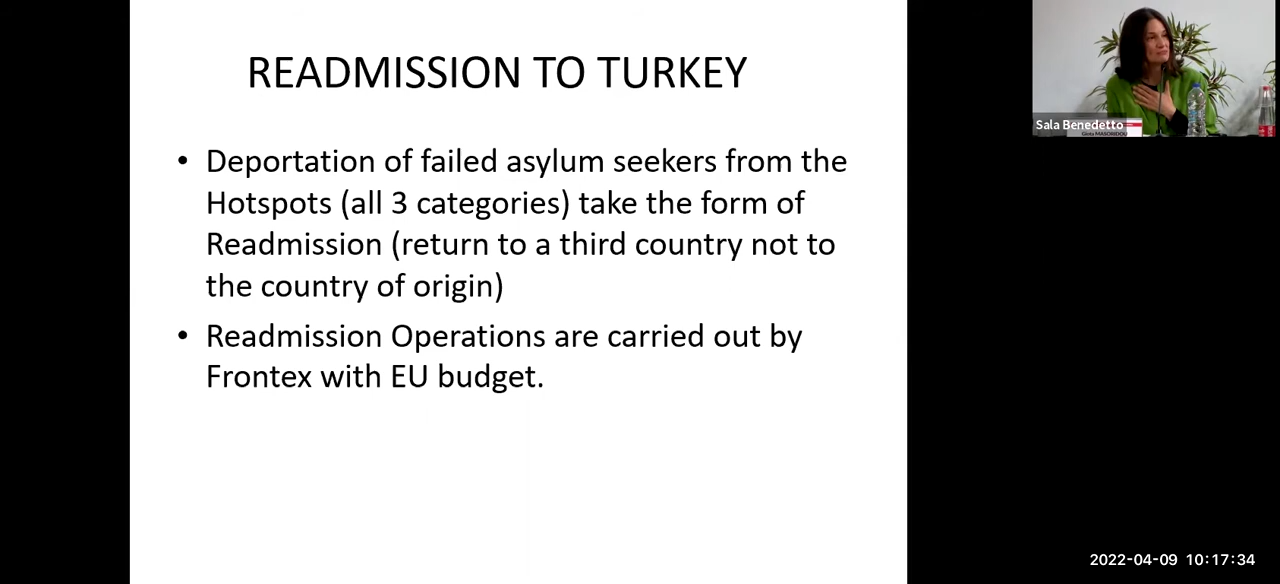 READMISSION TO TURKEY
• Deportation of failed asylum seekers from the
Hotspots (all 3 categories) take the form of
Readmission (return to a third country not to
the country of origin)
• Readmission Operations are carried out by
Frontex with EU budget.
Sala Benedetto
2022-04-09 10:17:34